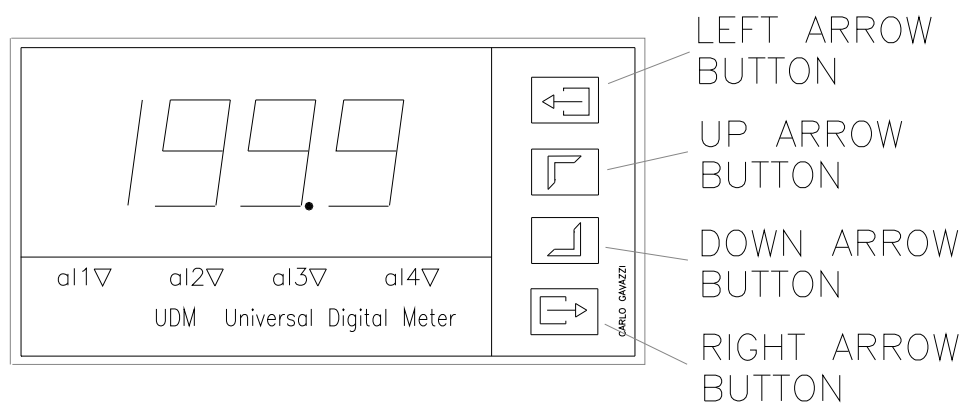 LEFT ARROW
BUTTON
199.9
UP ARROW
BUTTON
DOWN ARROW
BUTTON
al1▽ al2▽ al3▽ al4▽
UDM Universal Digital Meter
CARLO GAVAZZI
RIGHT ARROW
BUTTON